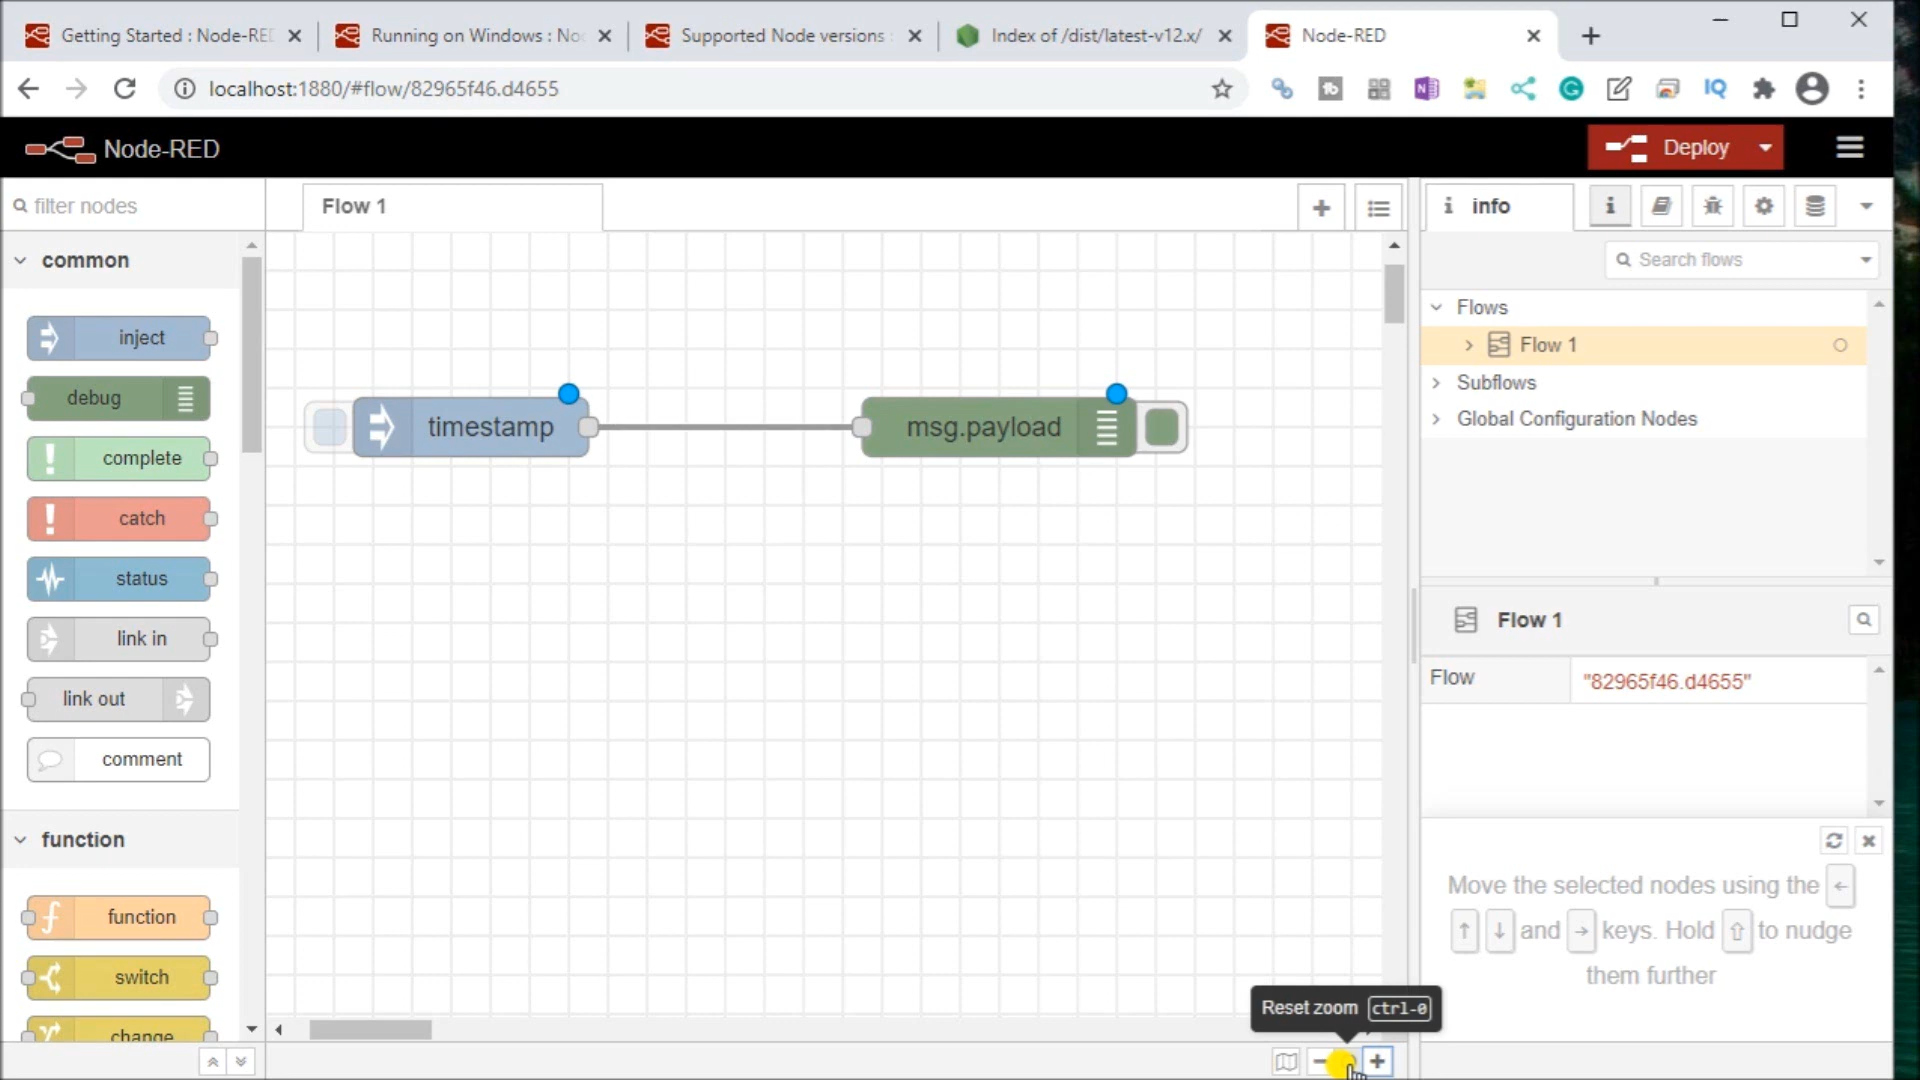 Getting Started : Node-RE
Running on Windows : No
Supported Node versions
Index of /dist/latest-v12.x/
Node-RED
localhost:1880/#flow/82965f46.d4655
IQ
Node-RED
Deploy
filter nodes
Flow 1
info
common
Search flows
inject
Flows
Flow 1
debug
Subflows
timestamp
msg.payload
Global Configuration Nodes
complete
catch
status
link in
Flow 1
link out
Flow
"82965f46.d4655"
comment
function
Move the selected nodes using the ←
↑ ↓ and → keys. Hold ⇧ to nudge
them further
function
switch
Reset zoom ctrl-0
change